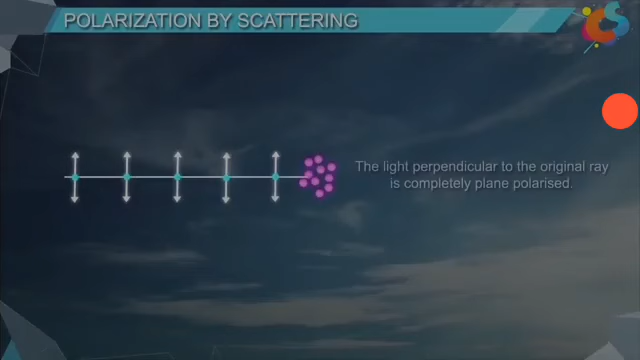 POLARIZATION BY SCATTERING
The light perpendicular to the original ray
is completely plane polarised.